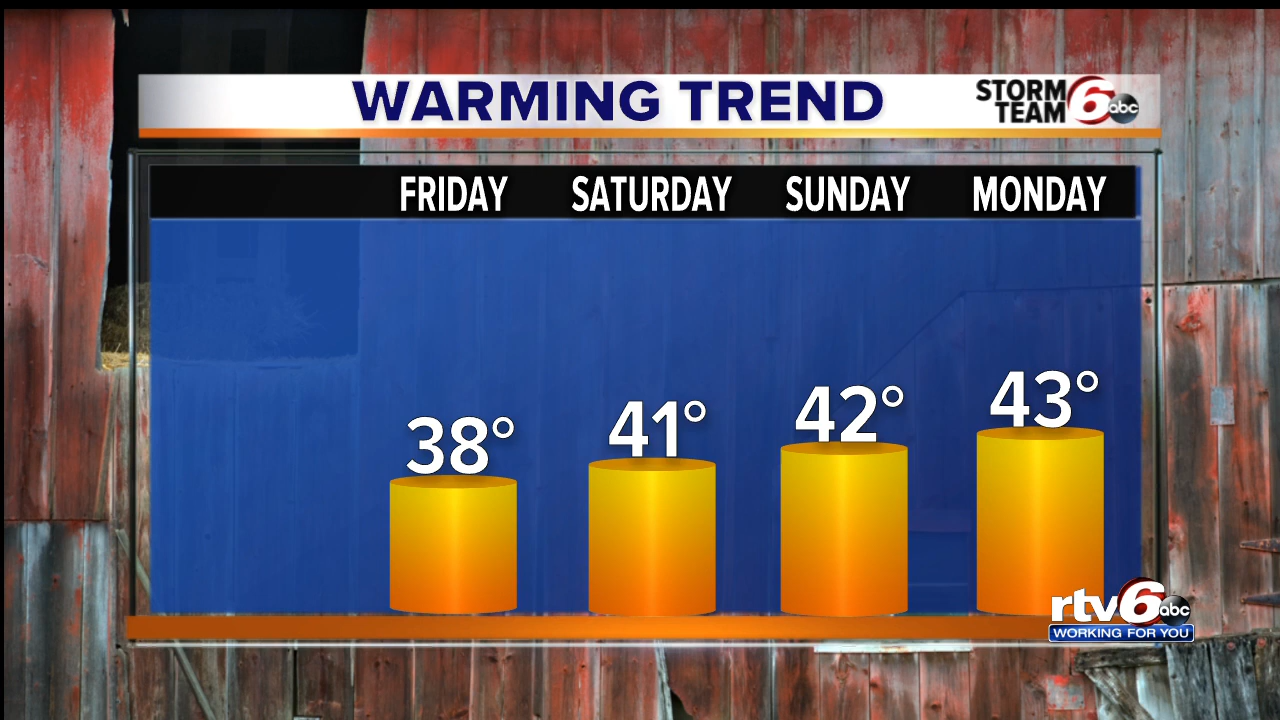 WARMING TREND
STORM TEAM 6 abc
FRIDAY SATURDAY SUNDAY MONDAY
38° 41° 42° 43°
rtv6 abc
WORKING FOR YOU